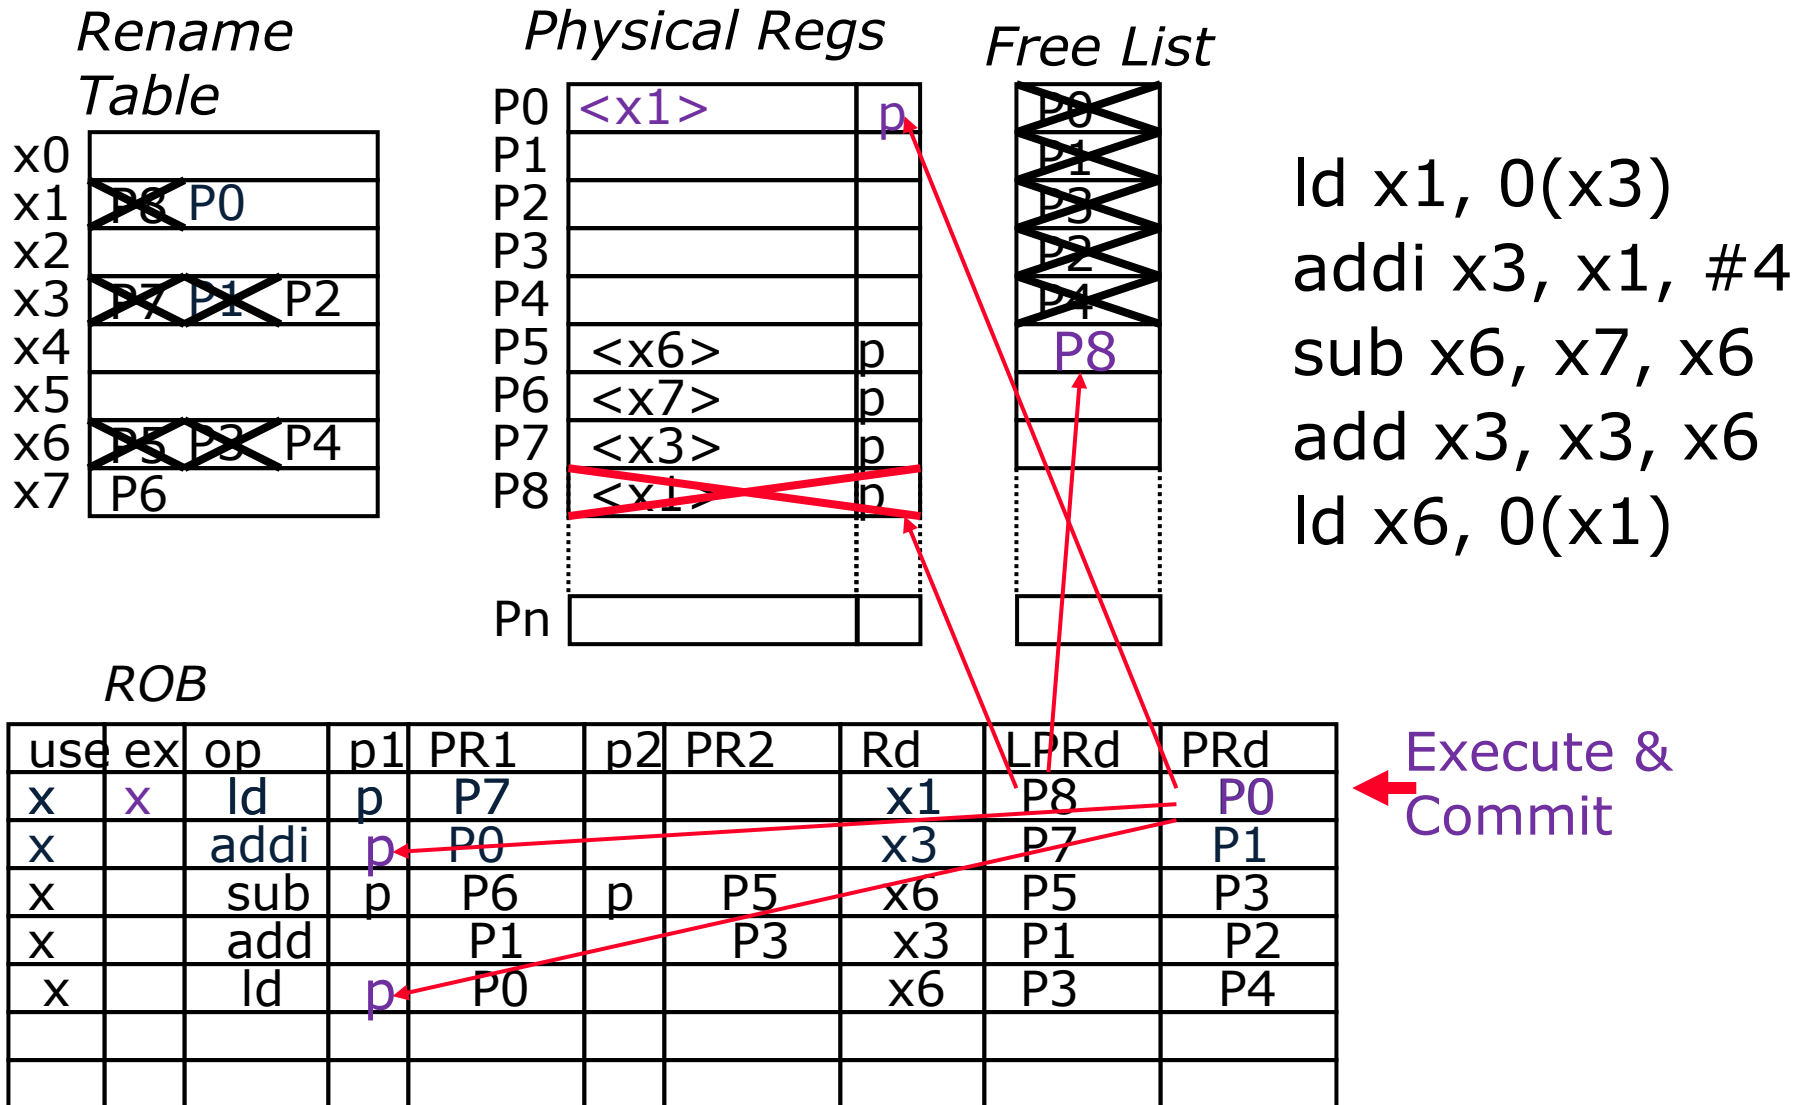 Rename Table
Physical Regs
Free List
x0
x1 P8 P0
x2
x3 P7 P1 P2
x4
x5
x6 P5 P3 P4
x7 P6
P0 <x1> p
P1
P2
P3
P4
P5 <x6> p
P6 <x7> p
P7 <x3> p
P8 <x1> p
Pn
P0
P1
P3
P2
P4
P8
ld x1, 0(x3)
addi x3, x1, #4
sub x6, x7, x6
add x3, x3, x6
ld x6, 0(x1)
ROB
use ex op p1 PR1 p2 PR2 Rd LPRd PRd
x x ld p P7 x1 P8 P0
x addi p P0 x3 P7 P1
x sub p P6 p P5 x6 P5 P3
x add P1 P3 x3 P1 P2
x ld p P0 x6 P3 P4
Execute &
Commit